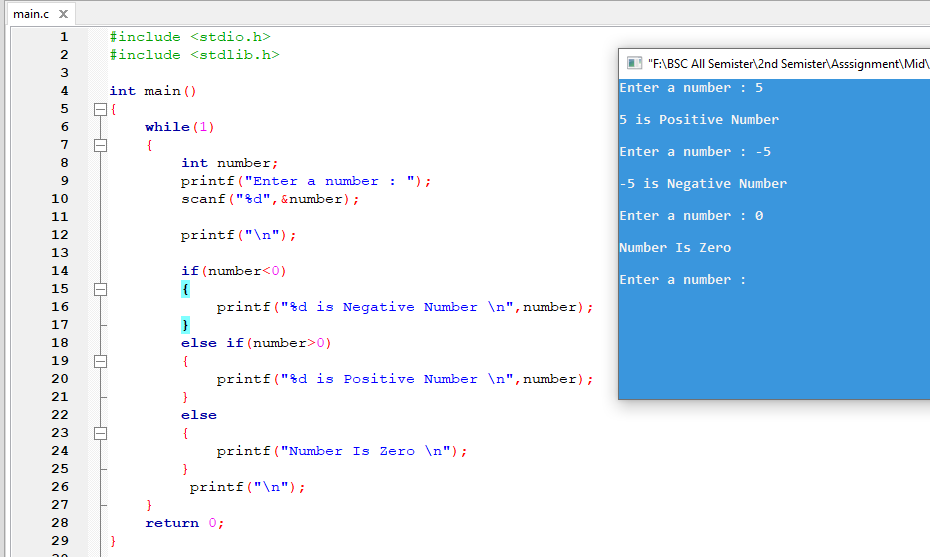 main.c X
1 #include <stdio.h>
2 #include <stdlib.h>
3
4 int main()
5 {
6     while(1)
7     {
8         int number;
9         printf("Enter a number : ");
10         scanf("%d",&number);
11
12         printf("\n");
13
14         if(number<0)
15         {
16             printf("%d is Negative Number \n",number);
17         }
18         else if(number>0)
19         {
20             printf("%d is Positive Number \n",number);
21         }
22         else
23         {
24             printf("Number Is Zero \n");
25         }
26          printf("\n");
27     }
28     return 0;
29 }
"F:\BSC All Semister\2nd Semister\Asssignment\Mid\
Enter a number : 5
5 is Positive Number
Enter a number : -5
-5 is Negative Number
Enter a number : 0
Number Is Zero
Enter a number :